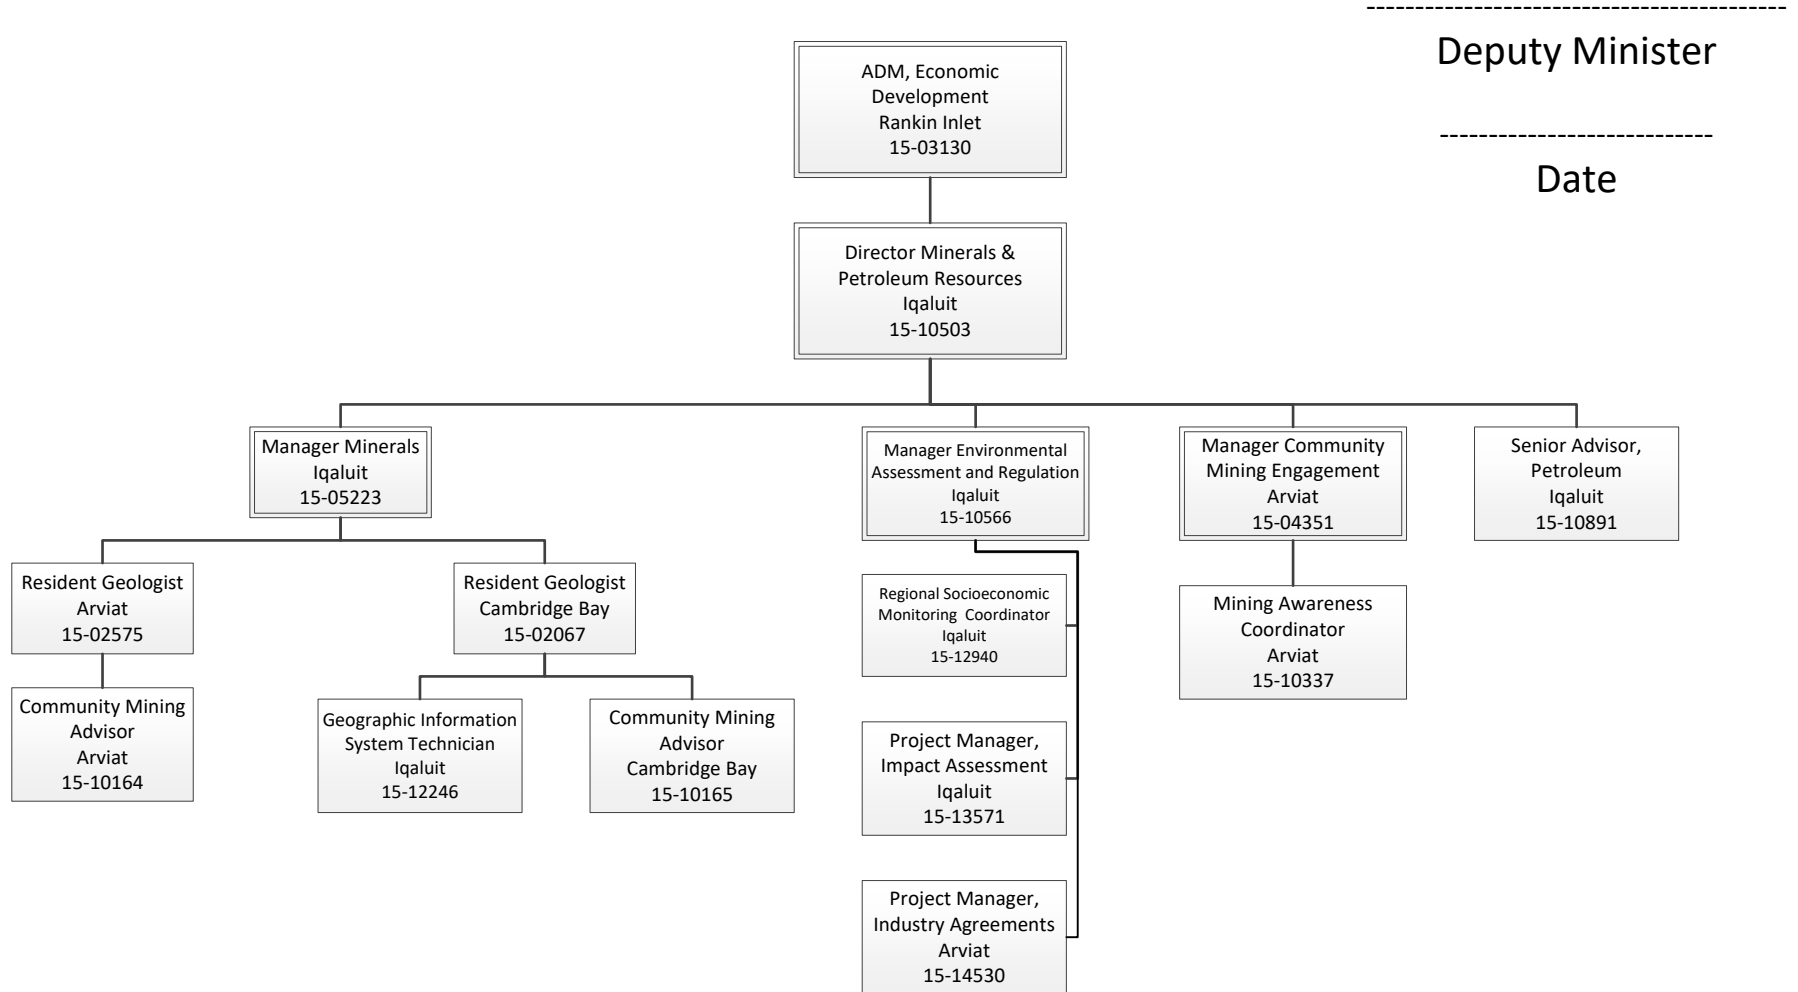 ------------------------------------------
Deputy Minister
----------------------------
Date
ADM, Economic
Development
Rankin Inlet
15-03130
Director Minerals &
Petroleum Resources
Iqaluit
15-10503
Manager Minerals
Iqaluit
15-05223
Manager Environmental
Assessment and Regulation
Iqaluit
15-10566
Manager Community
Mining Engagement
Arviat
15-04351
Senior Advisor,
Petroleum
Iqaluit
15-10891
Resident Geologist
Arviat
15-02575
Resident Geologist
Cambridge Bay
15-02067
Regional Socioeconomic
Monitoring Coordinator
Iqaluit
15-12940
Mining Awareness
Coordinator
Arviat
15-10337
Community Mining
Advisor
Arviat
15-10164
Geographic Information
System Technician
Iqaluit
15-12246
Community Mining
Advisor
Cambridge Bay
15-10165
Project Manager,
Impact Assessment
Iqaluit
15-13571
Project Manager,
Industry Agreements
Arviat
15-14530